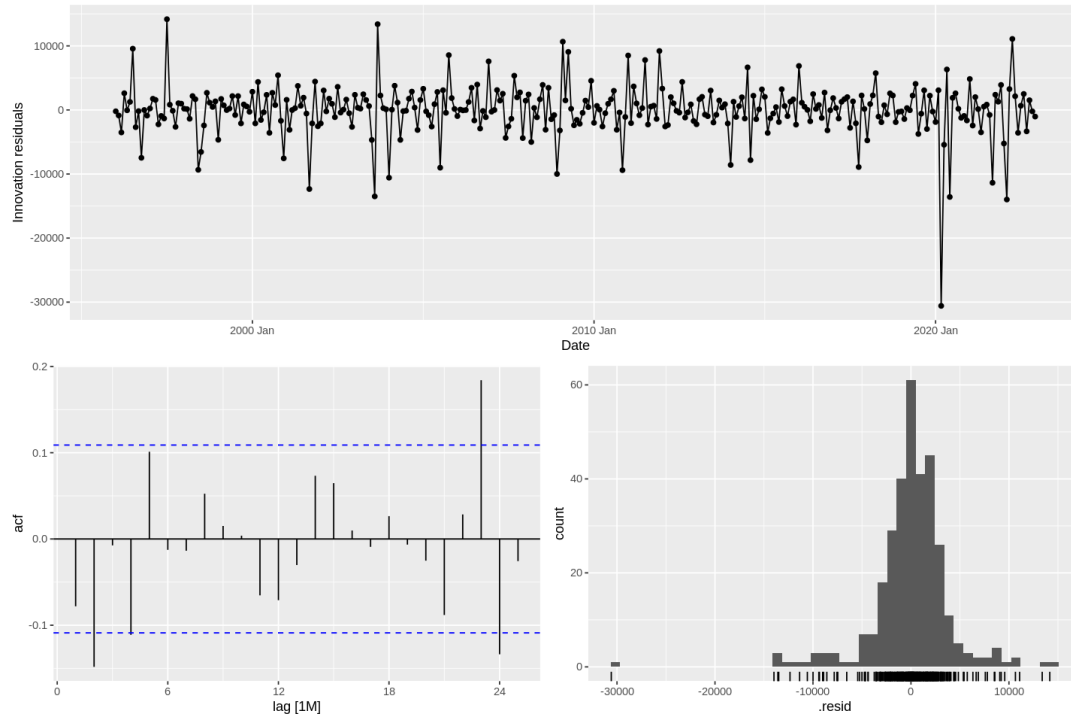 Innovation residuals
10000
0
-10000
-20000
-30000
2000 Jan
2010 Jan
2020 Jan
Date
acf
0.2
0.1
0.0
-0.1
0
6
12
18
24
lag [1M]
count
60
40
20
0
-30000
-20000
-10000
0
10000
.resid